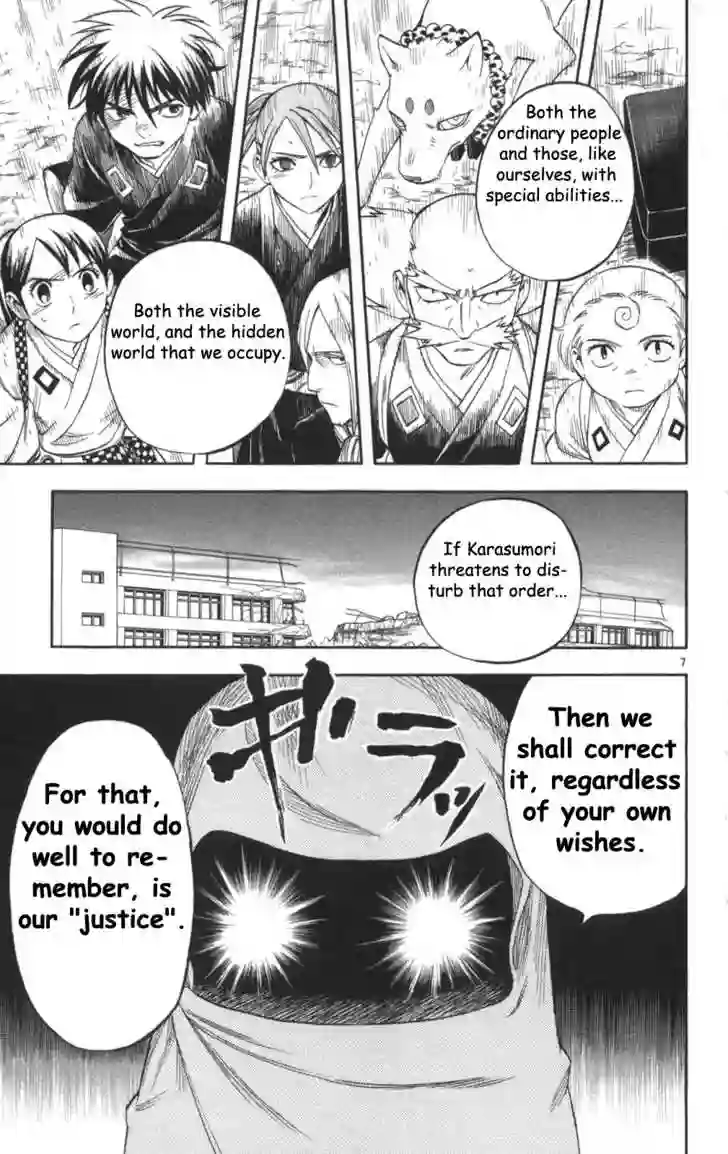 Both the
ordinary people
and those, like
ourselves, with
special abilities...
Both the visible
world, and the hidden
world that we occupy.
If Karasumori
threatens to dis-
turb that order...
7
Then we
shall correct
it, regardless
of your own
wishes.
ギラッ
For that,
you would do
well to re-
member, is
our "justice".